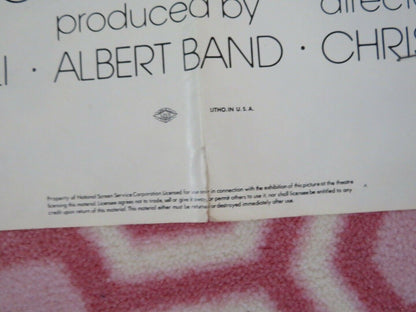 produced by direct
I · ALBERT BAND · CHRIS
LITHO. IN U.S.A.
Property of National Screen Service Corporation Licensed for use only in connection with the exhibition of this picture at the theatre
licensing this material. Licensee agrees not to trade, sell or give it away, or permit others to use it, nor shall licensee be entitled to any
credit upon return of this material. This material either must be returned or destroyed immediately after use.